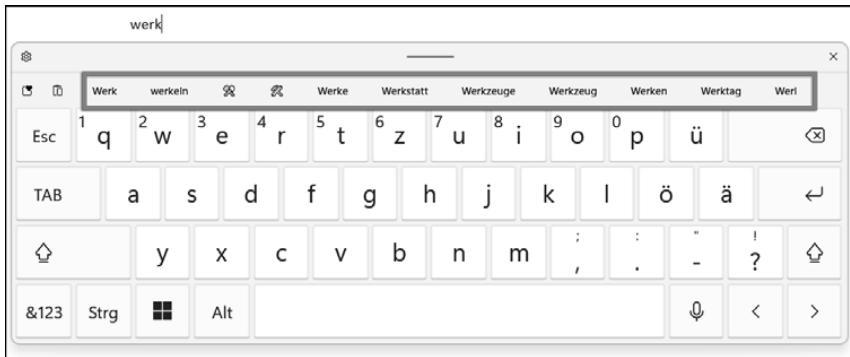 werk
Werk werkeln Werke Werkstatt Werkzeuge Werkzeug Werken Werktag Werl
Esc 1 q 2 w 3 e 4 r 5 t 6 z 7 u 8 i 9 o 0 p ü
TAB a s d f g h j k l ö ä
y x c v b n m ; , : . " - ! ?
&123 Strg Alt < >